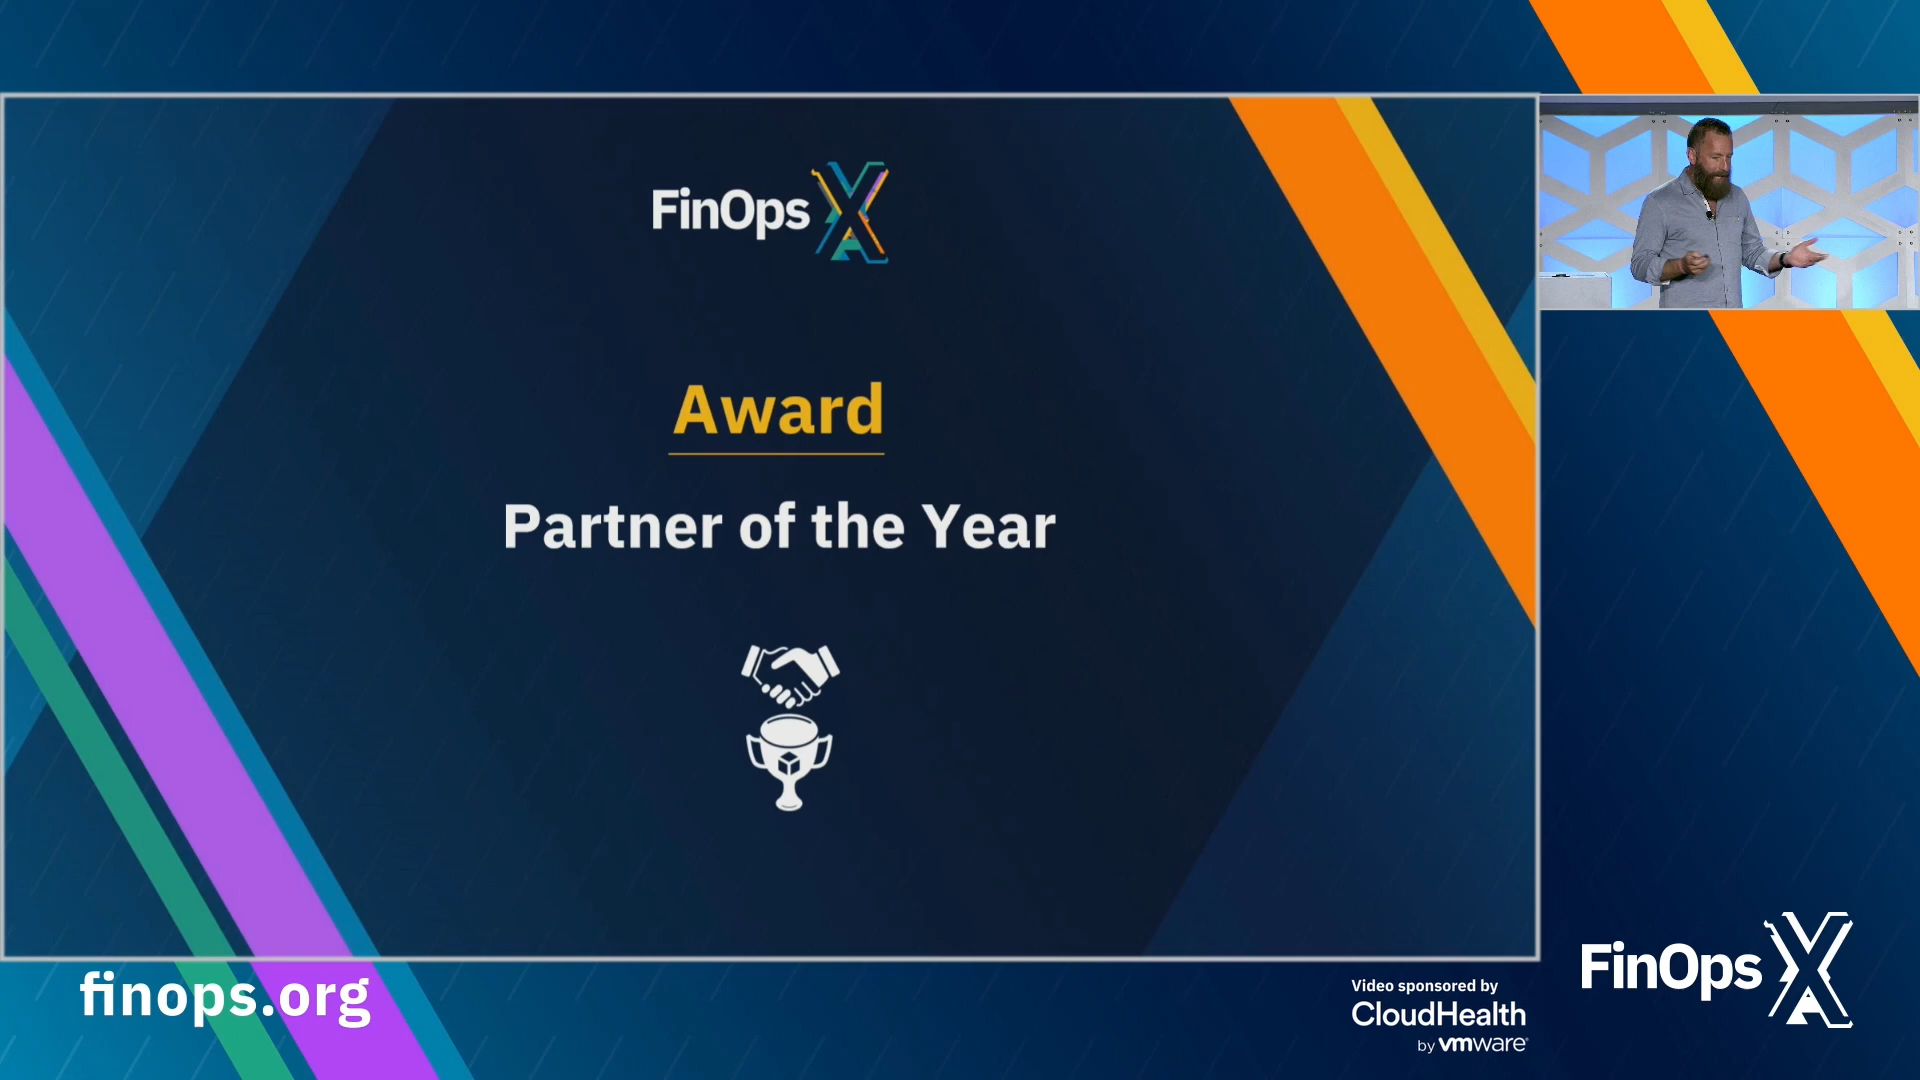 FinOps X
Award
Partner of the Year
finops.org
Video sponsored by
CloudHealth
by vmware
FinOps X